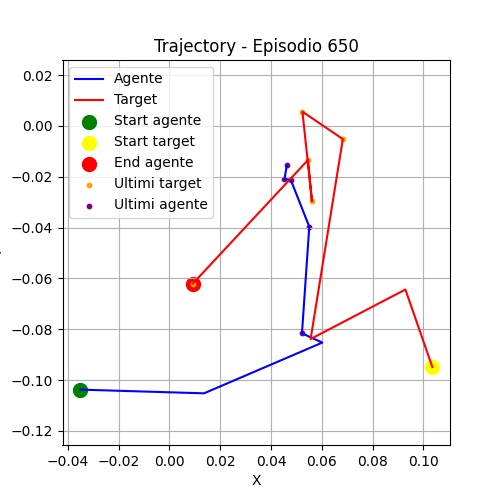 Trajectory - Episodio 650
Agente
Target
Start agente
Start target
End agente
Ultimi target
Ultimi agente
0.02
0.00
−0.02
−0.04
−0.06
−0.08
−0.10
−0.12
−0.04 −0.02 0.00 0.02 0.04 0.06 0.08 0.10
X